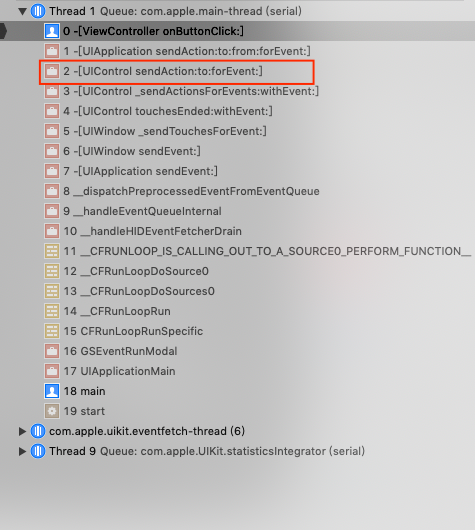 Thread 1 Queue: com.apple.main-thread (serial)
0 -[ViewController onButtonClick:]
1 -[UIApplication sendAction:to:from:forEvent:]
2 -[UIControl sendAction:to:forEvent:]
3 -[UIControl _sendActionsForEvents:withEvent:]
4 -[UIControl touchesEnded:withEvent:]
5 -[UIWindow _sendTouchesForEvent:]
6 -[UIWindow sendEvent:]
7 -[UIApplication sendEvent:]
8 __dispatchPreprocessedEventFromEventQueue
9 __handleEventQueueInternal
10 __handleHIDEventFetcherDrain
11 __CFRUNLOOP_IS_CALLING_OUT_TO_A_SOURCE0_PERFORM_FUNCTION__
12 __CFRunLoopDoSource0
13 __CFRunLoopDoSources0
14 __CFRunLoopRun
15 CFRunLoopRunSpecific
16 GSEventRunModal
17 UIApplicationMain
18 main
19 start
com.apple.uikit.eventfetch-thread (6)
Thread 9 Queue: com.apple.UIKit.statisticsIntegrator (serial)